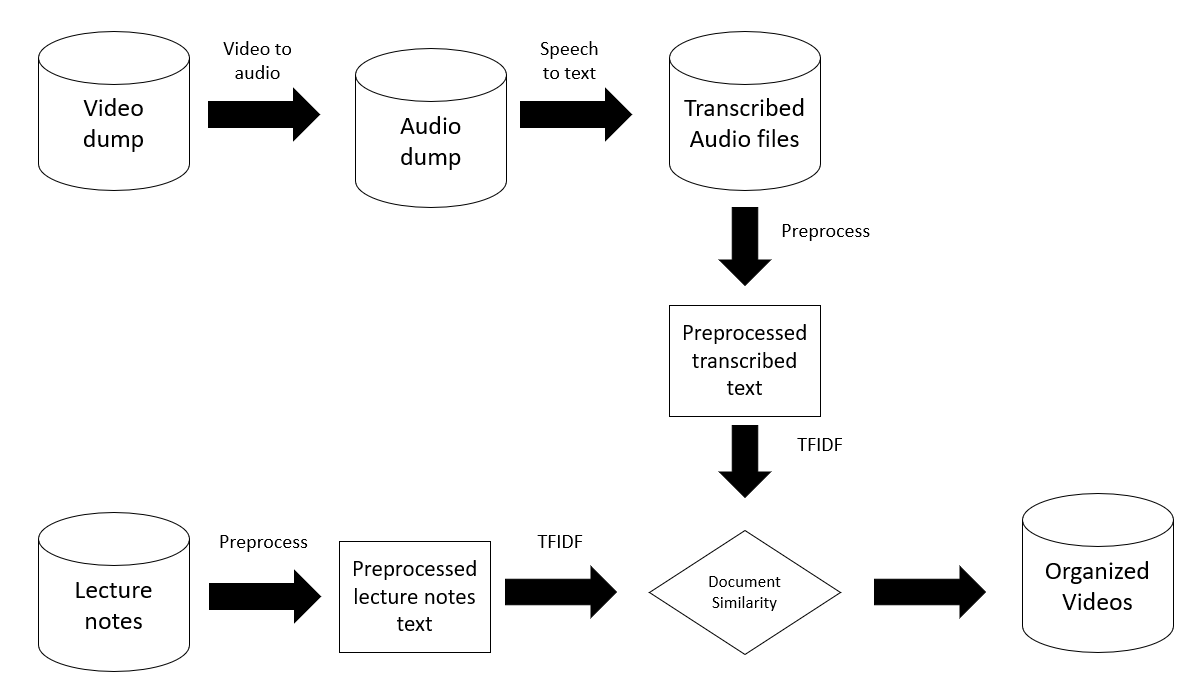 Video to
audio
Speech
to text
Video
dump
Audio
dump
Transcribed
Audio files
Preprocess
Preprocessed
transcribed
text
TFIDF
Lecture
notes
Preprocess
Preprocessed
lecture notes
text
TFIDF
Document
Similarity
Organized
Videos